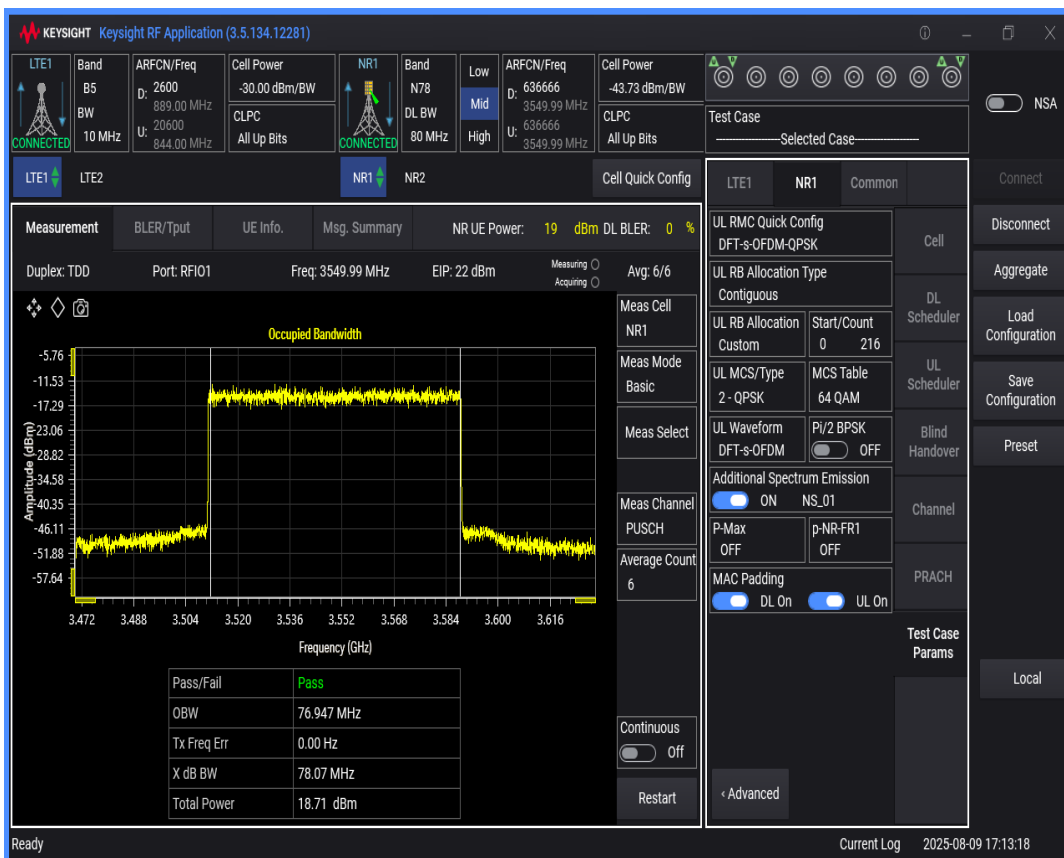 KEYSIGHT Keysight RF Application (3.5.134.12281)
LTE1 Band B5 BW 10 MHz
ARFCN/Freq D: 2600 889.00 MHz U: 20600 844.00 MHz
Cell Power -30.00 dBm/BW CLPC All Up Bits
CONNECTED
NR1 Band N78 DL BW 80 MHz
Low Mid High
ARFCN/Freq D: 636666 3549.99 MHz U: 636666 3549.99 MHz
Cell Power -43.73 dBm/BW CLPC All Up Bits
CONNECTED
Test Case
----------------Selected Case----------------
NSA
LTE1 LTE2 NR1 NR2 Cell Quick Config
Measurement BLER/Tput UE Info. Msg. Summary NR UE Power: 19 dBm DL BLER: 0 %
Duplex: TDD Port: RFIO1 Freq: 3549.99 MHz EIP: 22 dBm Measuring Acquiring Avg: 6/6
Occupied Bandwidth
Amplitude (dBm)
-5.76
-11.53
-17.29
-23.06
-28.82
-34.58
-40.35
-46.11
-51.88
-57.64
3.472 3.488 3.504 3.520 3.536 3.552 3.568 3.584 3.600 3.616
Frequency (GHz)
Pass/Fail Pass
OBW 76.947 MHz
Tx Freq Err 0.00 Hz
X dB BW 78.07 MHz
Total Power 18.71 dBm
Meas Cell
NR1
Meas Mode
Basic
Meas Select
Meas Channel
PUSCH
Average Count
6
Continuous
Off
Restart
LTE1 NR1 Common
UL RMC Quick Config
DFT-s-OFDM-QPSK
UL RB Allocation Type
Contiguous
UL RB Allocation Start/Count
Custom 0 216
UL MCS/Type MCS Table
2 - QPSK 64 QAM
UL Waveform Pi/2 BPSK
DFT-s-OFDM OFF
Additional Spectrum Emission
ON NS_01
P-Max p-NR-FR1
OFF OFF
MAC Padding
DL On UL On
‹ Advanced
Cell
DL
Scheduler
UL
Scheduler
Blind
Handover
Channel
PRACH
Test Case
Params
Connect
Disconnect
Aggregate
Load
Configuration
Save
Configuration
Preset
Local
Ready Current Log 2025-08-09 17:13:18